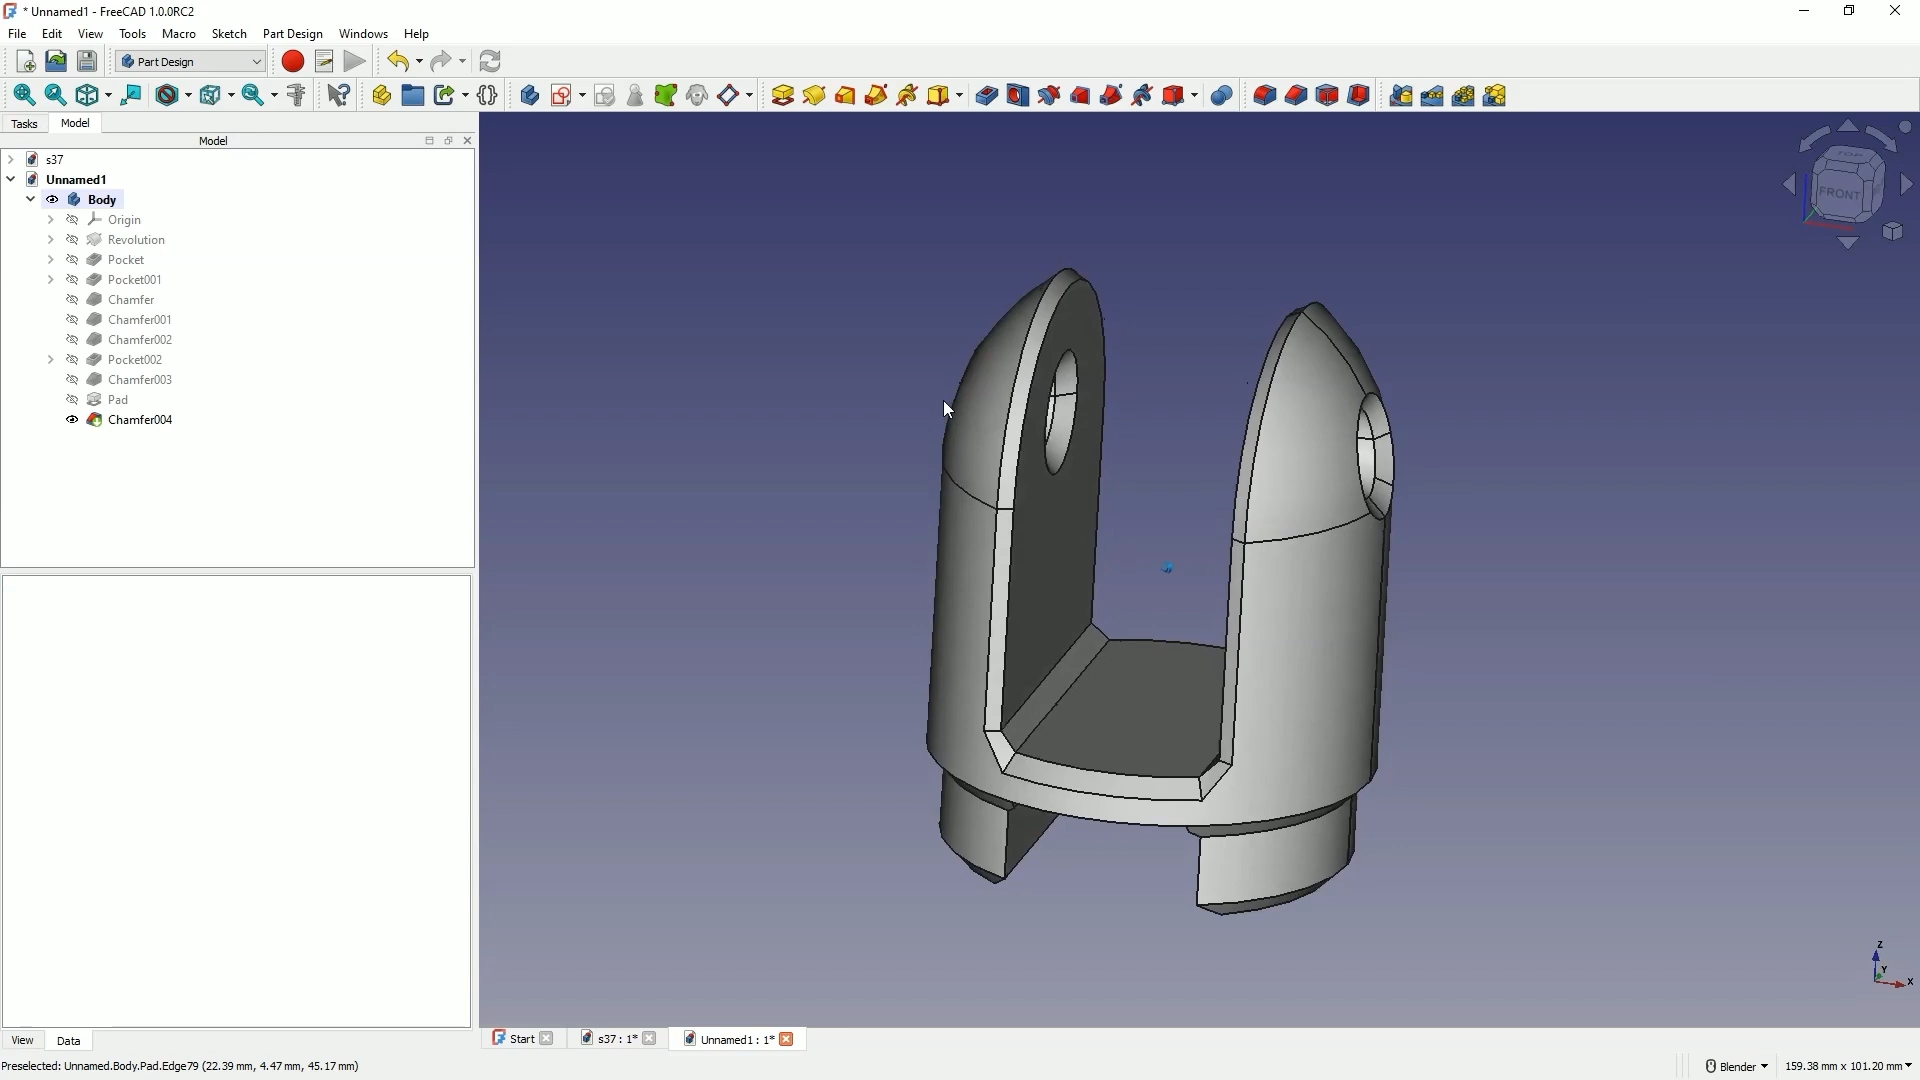 * Unnamed1 - FreeCAD 1.0.0RC2
File Edit View Tools Macro Sketch Part Design Windows Help
Part Design
Tasks Model
Model
s37
Unnamed1
Body
Origin
Revolution
Pocket
Pocket001
Chamfer
Chamfer001
Chamfer002
Pocket002
Chamfer003
Pad
Chamfer004
TOP
FRONT
Z
Y
X
View Data
Start s37 : 1* Unnamed1 : 1*
Preselected: Unnamed.Body.Pad.Edge79 (22.39 mm, 4.47 mm, 45.17 mm)
Blender 159.38 mm x 101.20 mm